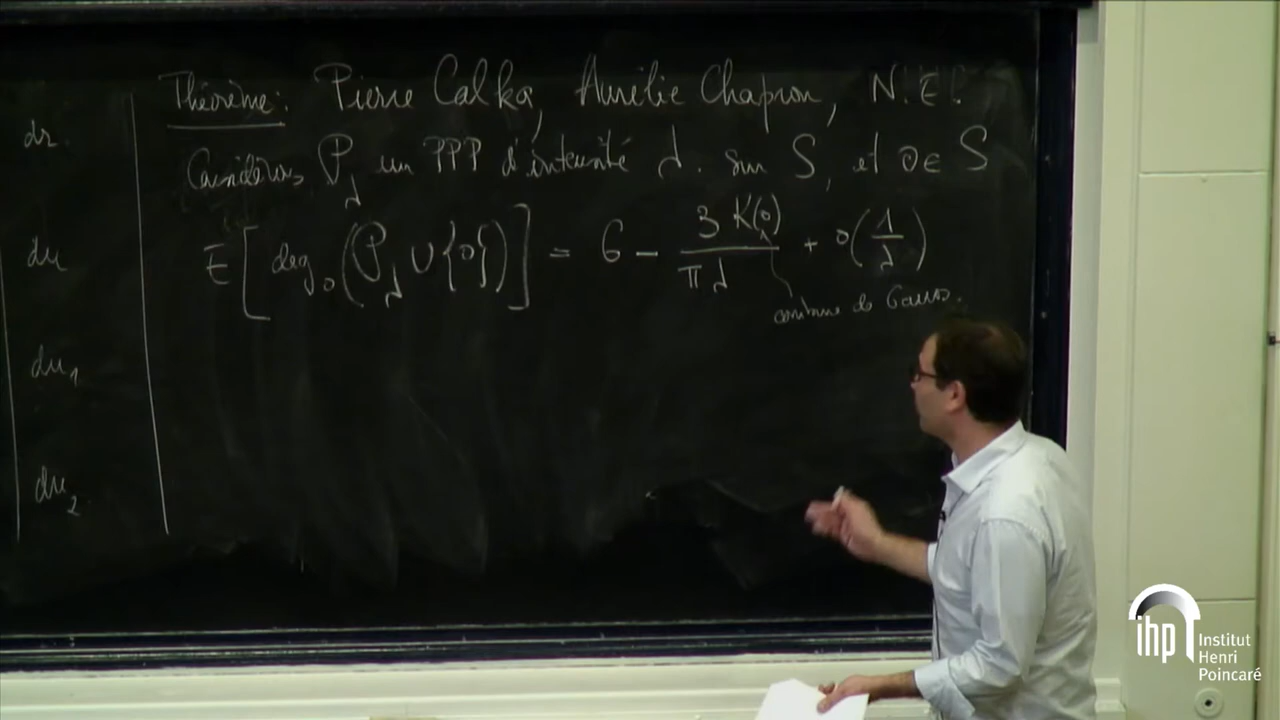 Théorème: Pierre Calka, Aurélie Chapron, N.E.
Considérons P_λ un PPP d'intensité λ. sur S, et o ∈ S
E[deg_o(P_λ ∪ {o})] = 6 - 3 K(o) / πλ + o(1/λ)
courbure de Gauss.
dr.
du
du_1
du_2
ihp
Institut
Henri
Poincaré